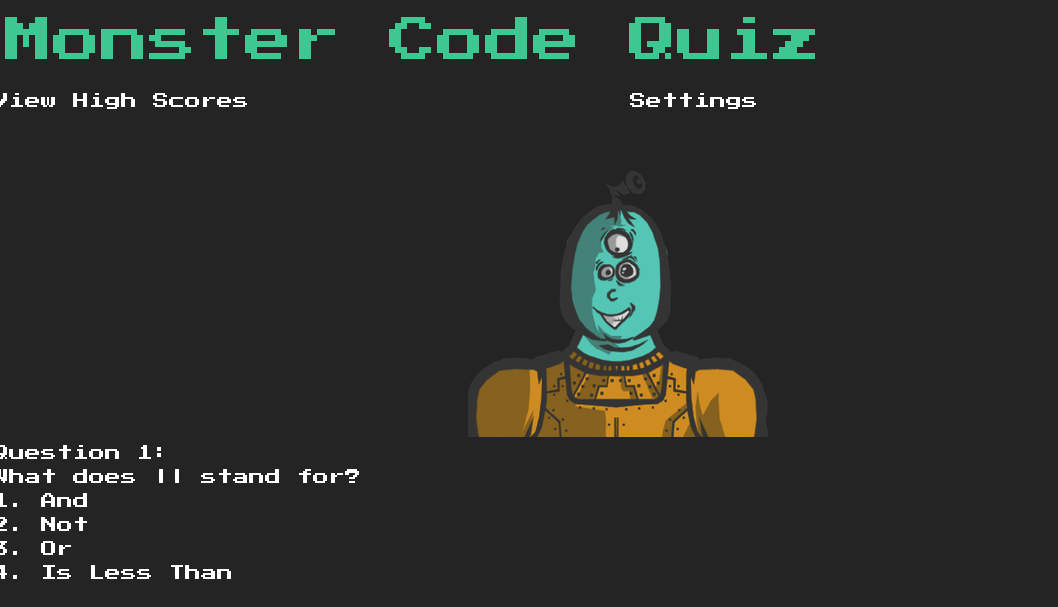 Monster Code Quiz
View High Scores
Settings
Question 1:
What does || stand for?
1. And
2. Not
3. Or
4. Is Less Than